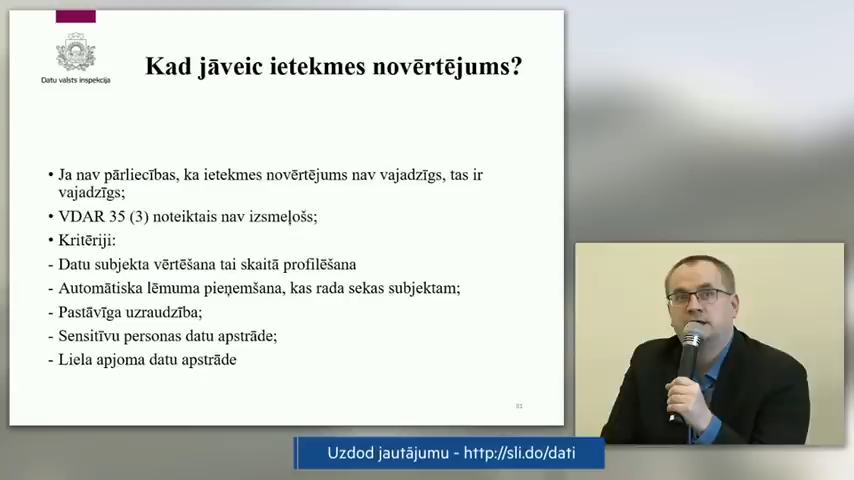 Datu valsts inspekcija
Kad jāveic ietekmes novērtējums?
• Ja nav pārliecības, ka ietekmes novērtējums nav vajadzīgs, tas ir
vajadzīgs;
• VDAR 35 (3) noteiktais nav izsmeļošs;
• Kritēriji:
- Datu subjekta vērtēšana tai skaitā profilēšana
- Automātiska lēmuma pieņemšana, kas rada sekas subjektam;
- Pastāvīga uzraudzība;
- Sensitīvu personas datu apstrāde;
- Liela apjoma datu apstrāde
31
Uzdod jautājumu - http://sli.do/dati